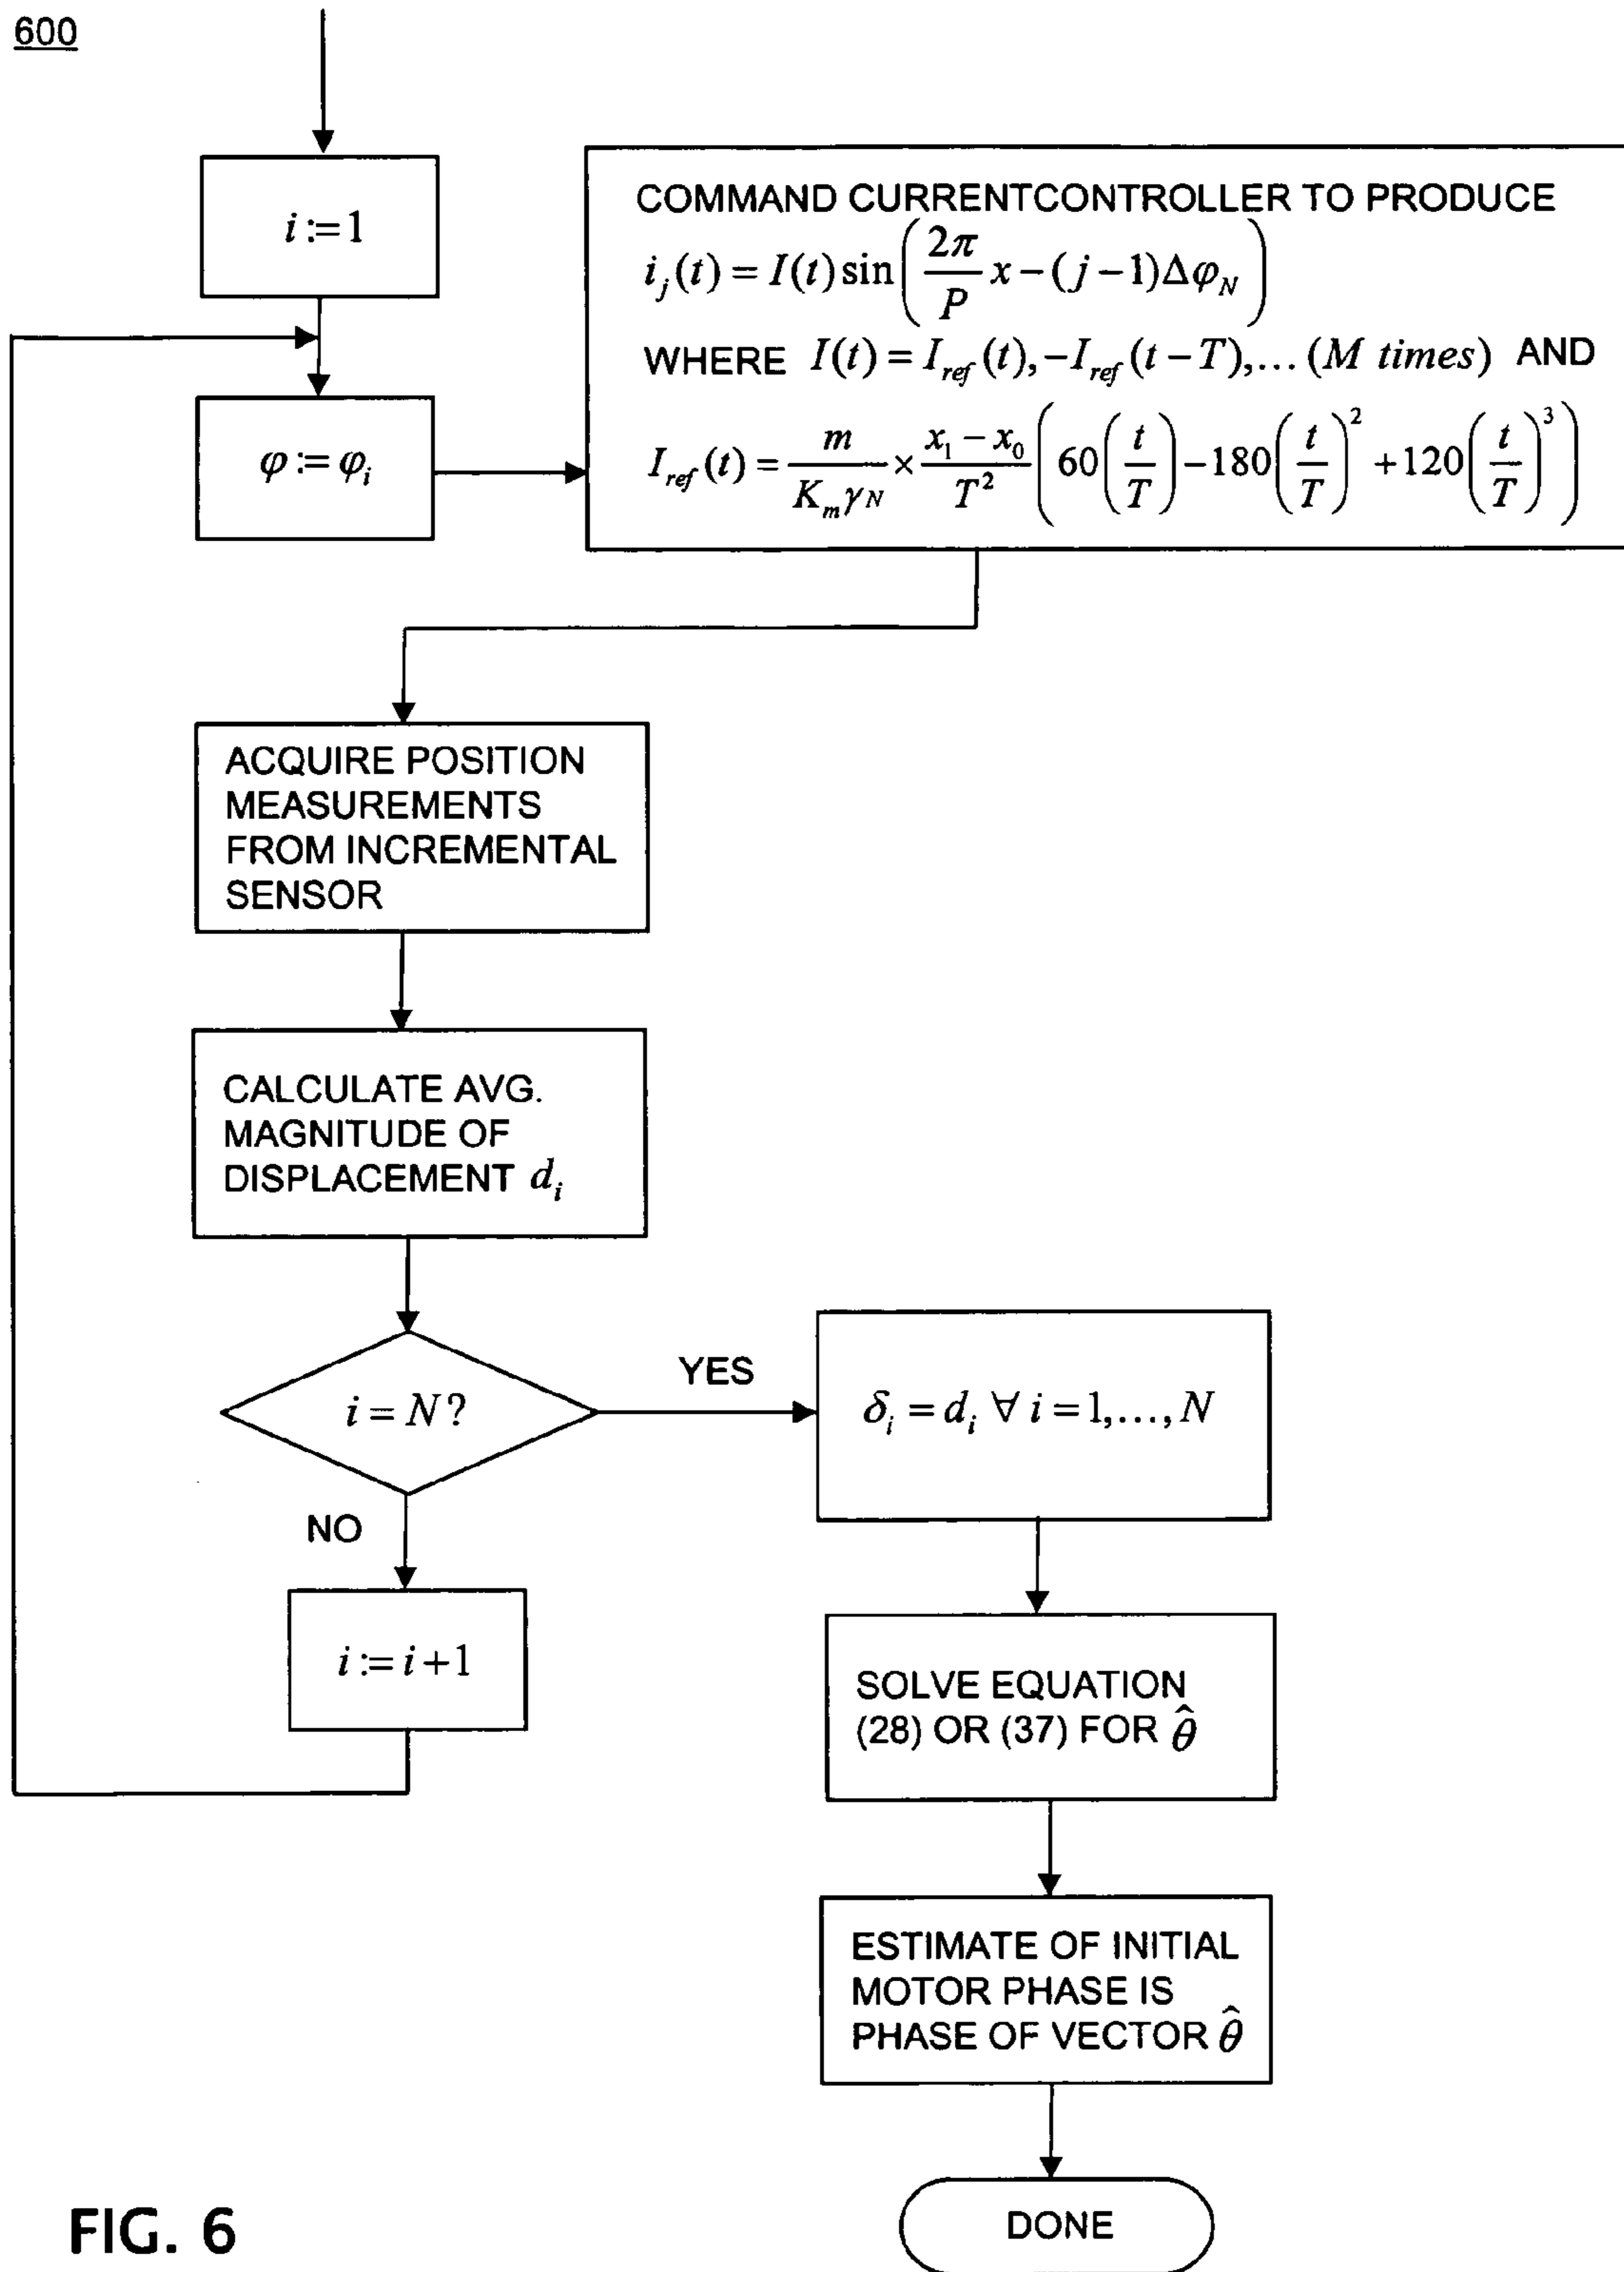 600
i := 1
φ := φ_i
COMMAND CURRENTCONTROLLER TO PRODUCE
i_j(t) = I(t) sin( 2π/P x − (j−1)Δφ_N )
WHERE I(t) = I_ref(t), −I_ref(t−T),... (M times) AND
I_ref(t) = m/(K_m γ_N) × (x_1 − x_0)/T^2 ( 60(t/T) − 180(t/T)^2 + 120(t/T)^3 )
ACQUIRE POSITION
MEASUREMENTS
FROM INCREMENTAL
SENSOR
CALCULATE AVG.
MAGNITUDE OF
DISPLACEMENT d_i
i = N?
YES
δ_i = d_i ∀ i = 1,...,N
NO
i := i+1
SOLVE EQUATION
(28) OR (37) FOR θ̂
ESTIMATE OF INITIAL
MOTOR PHASE IS
PHASE OF VECTOR θ̂
DONE
FIG. 6